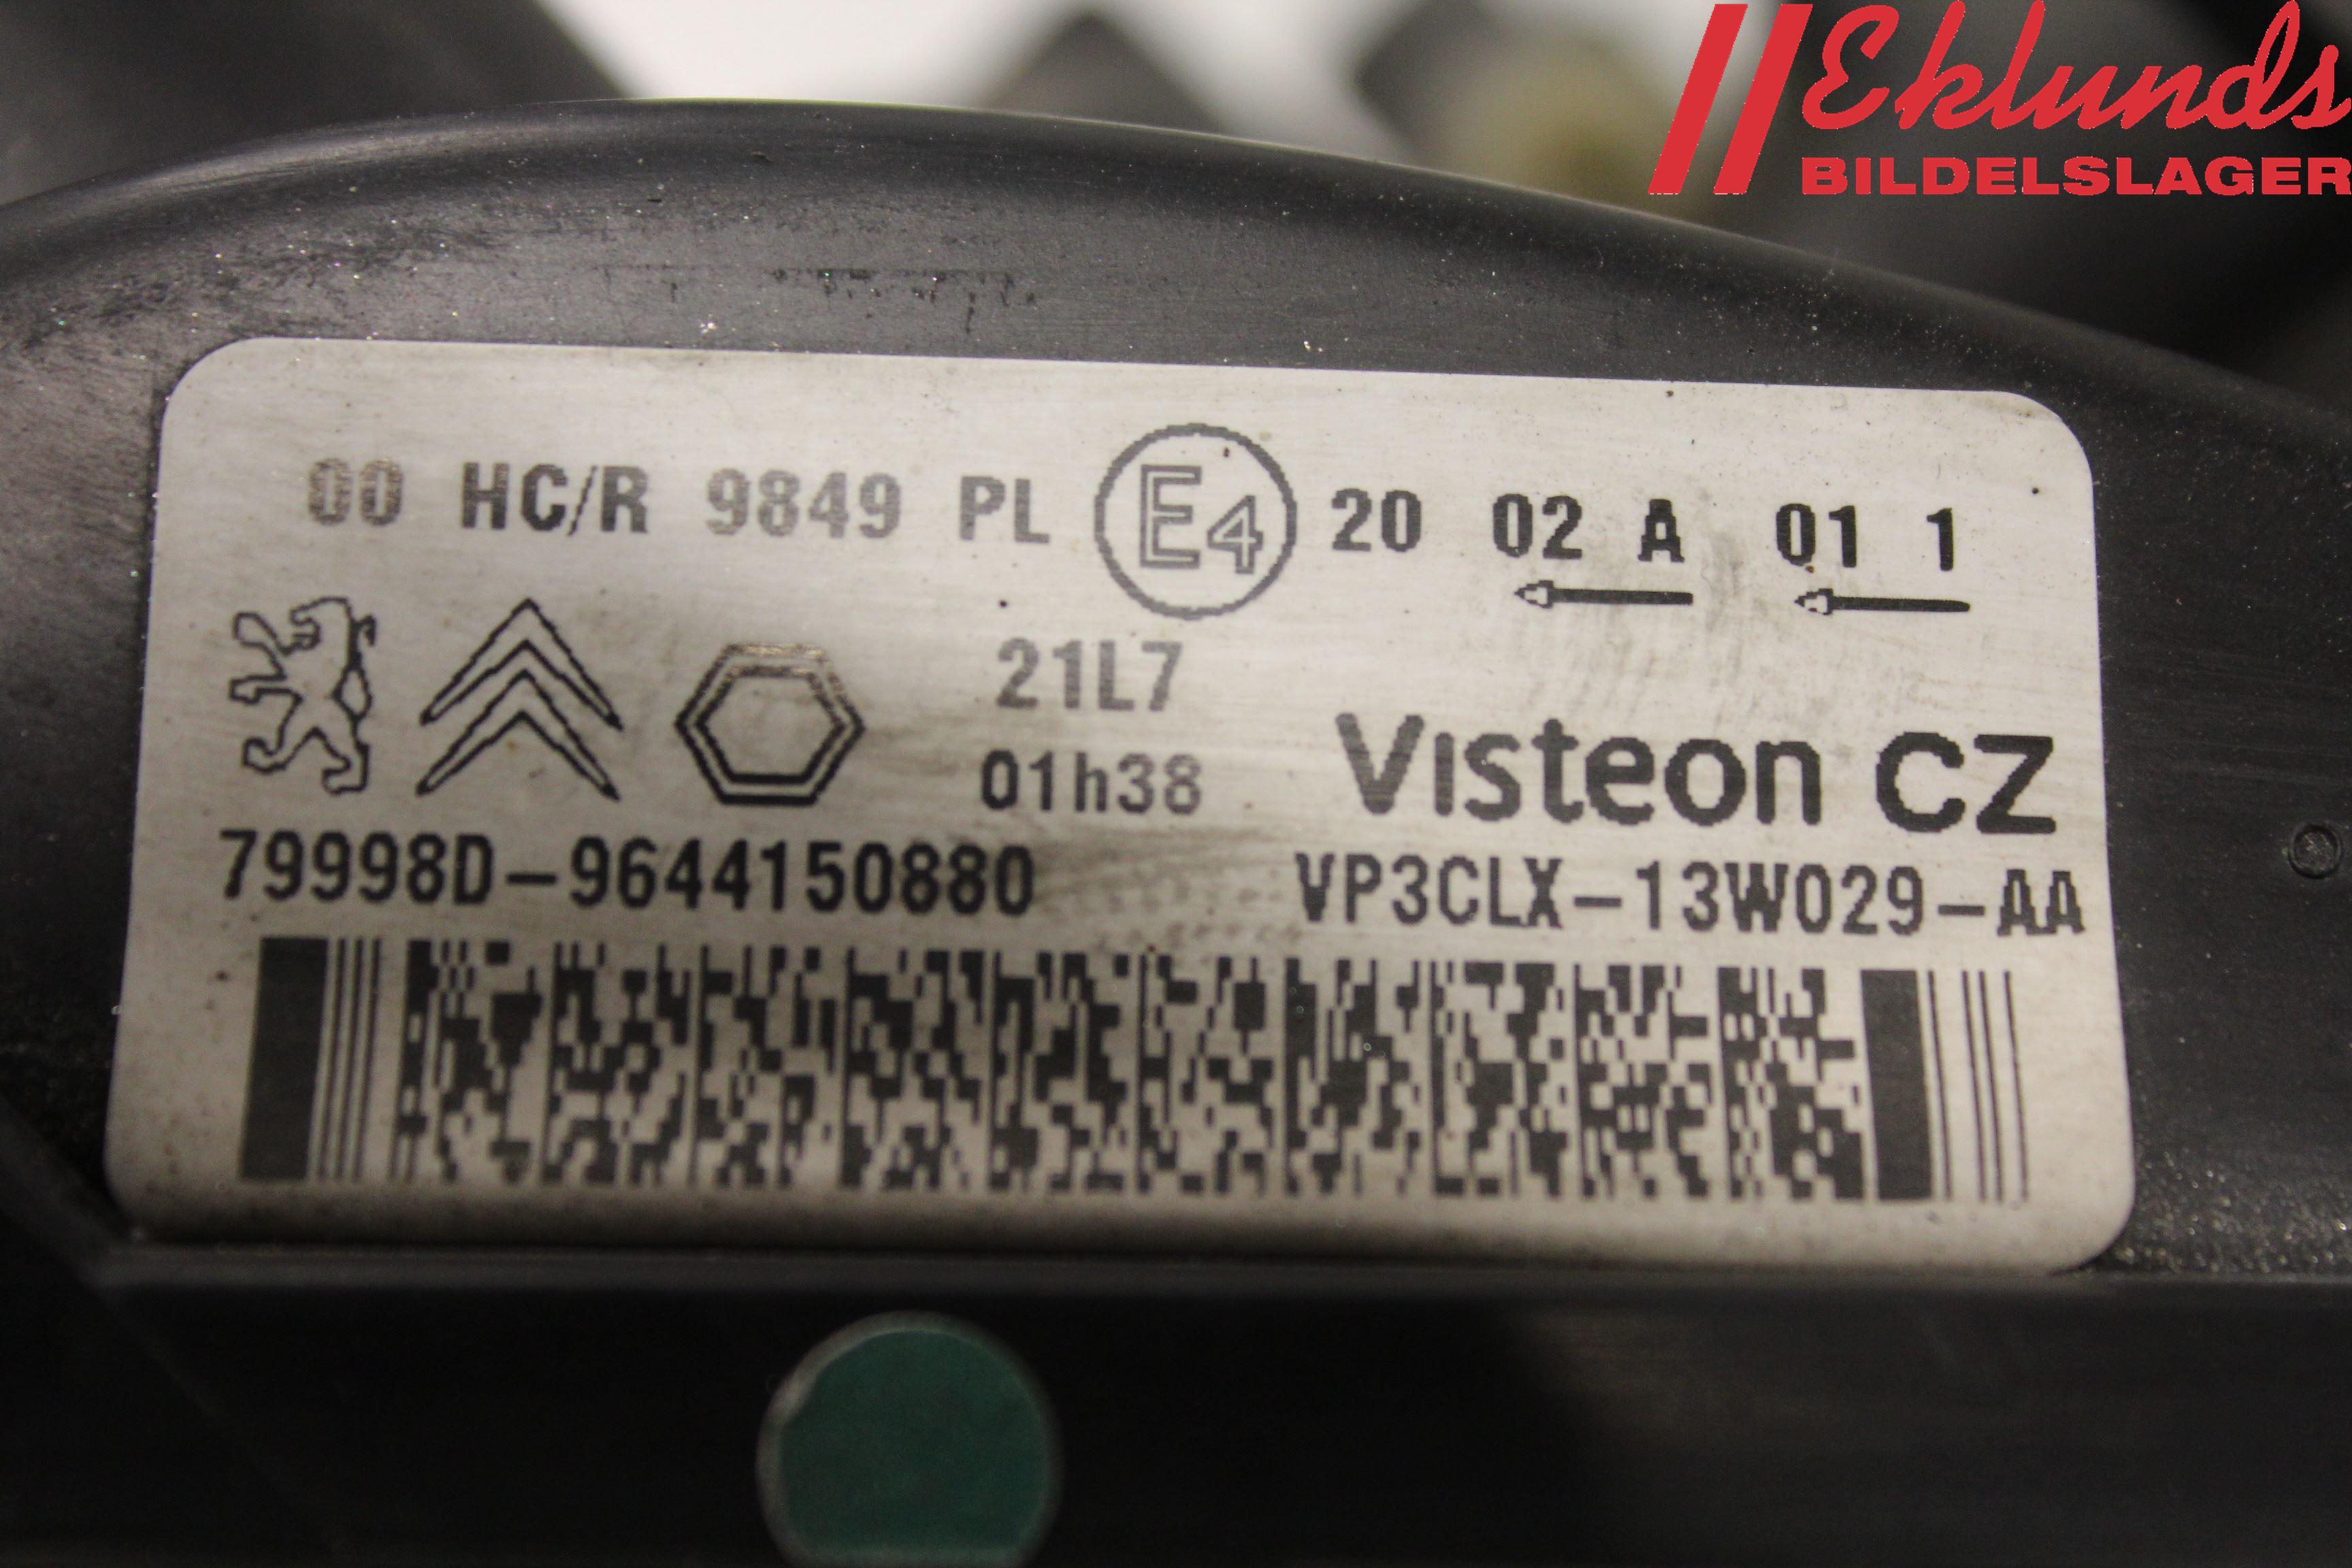 Eklunds
BILDELSLAGER
00 HC/R 9849 PL E4 20 02 A 01 1
21L7
01h38
Visteon CZ
79998D-9644150880 VP3CLX-13W029-AA